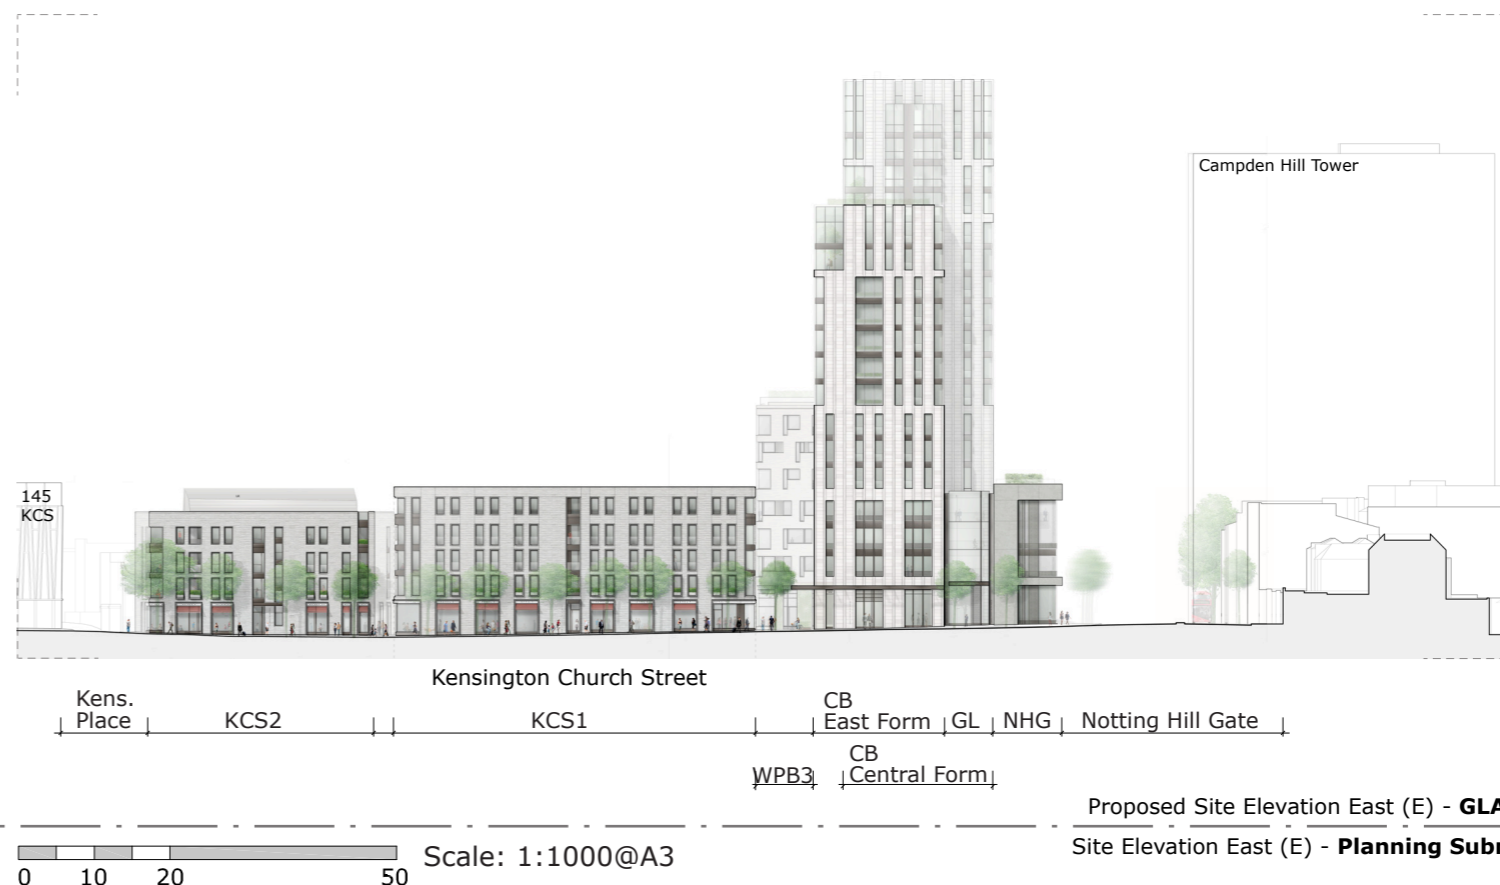 Campden Hill Tower
145
KCS
Kensington Church Street
Kens.
Place
KCS2
KCS1
CB
East Form
GL
NHG
Notting Hill Gate
WPB3
CB
Central Form
Proposed Site Elevation East (E) - GLA
Site Elevation East (E) - Planning Subm
Scale: 1:1000@A3
0 10 20 50